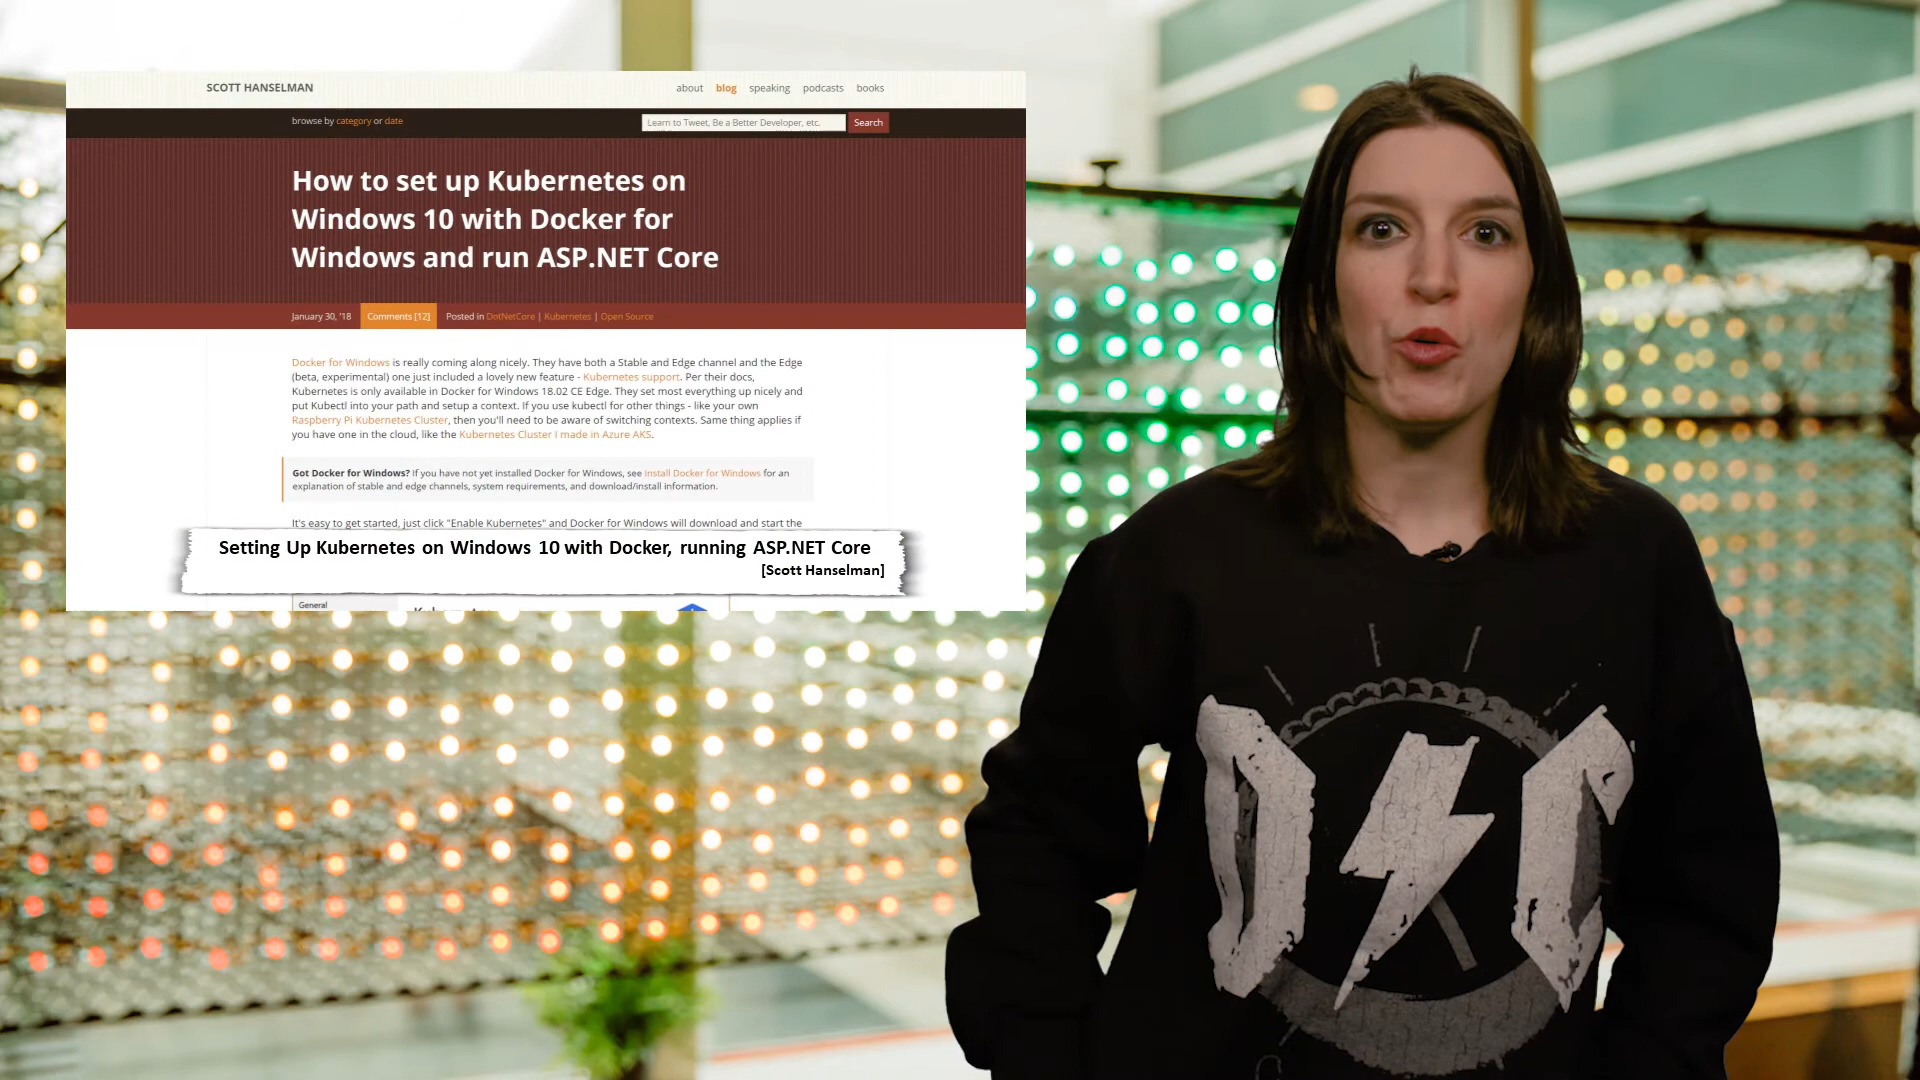 SCOTT HANSELMAN
about blog speaking podcasts books
browse by category or date
Learn to Tweet, Be a Better Developer, etc. Search
How to set up Kubernetes on
Windows 10 with Docker for
Windows and run ASP.NET Core
January 30, '18 Comments [12] Posted in DotNetCore | Kubernetes | Open Source
Docker for Windows is really coming along nicely. They have both a Stable and Edge channel and the Edge
(beta, experimental) one just included a lovely new feature - Kubernetes support. Per their docs,
Kubernetes is only available in Docker for Windows 18.02 CE Edge. They set most everything up nicely and
put Kubectl into your path and setup a context. If you use kubectl for other things - like your own
Raspberry Pi Kubernetes Cluster, then you'll need to be aware of switching contexts. Same thing applies if
you have one in the cloud, like the Kubernetes Cluster I made in Azure AKS.
Got Docker for Windows? If you have not yet installed Docker for Windows, see Install Docker for Windows for an
explanation of stable and edge channels, system requirements, and download/install information.
It's easy to get started, just click "Enable Kubernetes" and Docker for Windows will download and start the
Setting Up Kubernetes on Windows 10 with Docker, running ASP.NET Core
[Scott Hanselman]
General
D C